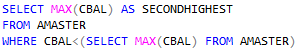 SELECT MAX(CBAL) AS SECONDHIGHEST
FROM AMASTER
WHERE CBAL<(SELECT MAX(CBAL) FROM AMASTER)